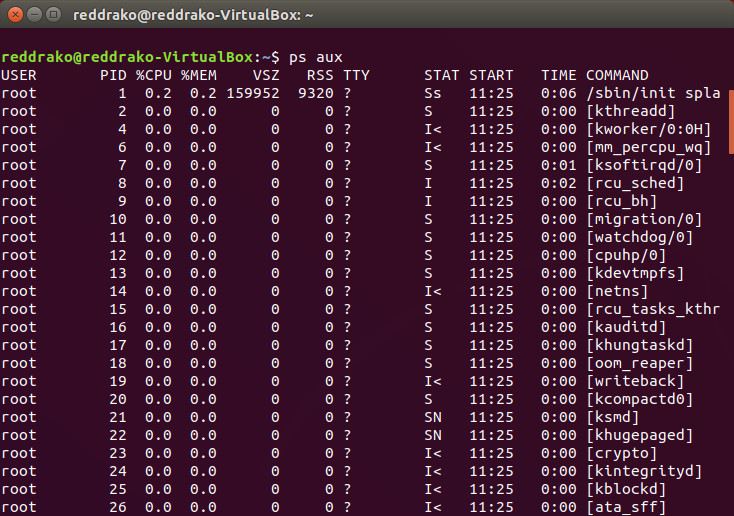 reddrako@reddrako-VirtualBox: ~
reddrako@reddrako-VirtualBox:~$ ps aux
USER       PID %CPU %MEM    VSZ   RSS TTY      STAT START   TIME COMMAND
root         1  0.2  0.2 159952  9320 ?        Ss   11:25   0:06 /sbin/init spla
root         2  0.0  0.0      0     0 ?        S    11:25   0:00 [kthreadd]
root         4  0.0  0.0      0     0 ?        I<   11:25   0:00 [kworker/0:0H]
root         6  0.0  0.0      0     0 ?        I<   11:25   0:00 [mm_percpu_wq]
root         7  0.0  0.0      0     0 ?        S    11:25   0:01 [ksoftirqd/0]
root         8  0.0  0.0      0     0 ?        I    11:25   0:02 [rcu_sched]
root         9  0.0  0.0      0     0 ?        I    11:25   0:00 [rcu_bh]
root        10  0.0  0.0      0     0 ?        S    11:25   0:00 [migration/0]
root        11  0.0  0.0      0     0 ?        S    11:25   0:00 [watchdog/0]
root        12  0.0  0.0      0     0 ?        S    11:25   0:00 [cpuhp/0]
root        13  0.0  0.0      0     0 ?        S    11:25   0:00 [kdevtmpfs]
root        14  0.0  0.0      0     0 ?        I<   11:25   0:00 [netns]
root        15  0.0  0.0      0     0 ?        S    11:25   0:00 [rcu_tasks_kthr
root        16  0.0  0.0      0     0 ?        S    11:25   0:00 [kauditd]
root        17  0.0  0.0      0     0 ?        S    11:25   0:00 [khungtaskd]
root        18  0.0  0.0      0     0 ?        S    11:25   0:00 [oom_reaper]
root        19  0.0  0.0      0     0 ?        I<   11:25   0:00 [writeback]
root        20  0.0  0.0      0     0 ?        S    11:25   0:00 [kcompactd0]
root        21  0.0  0.0      0     0 ?        SN   11:25   0:00 [ksmd]
root        22  0.0  0.0      0     0 ?        SN   11:25   0:00 [khugepaged]
root        23  0.0  0.0      0     0 ?        I<   11:25   0:00 [crypto]
root        24  0.0  0.0      0     0 ?        I<   11:25   0:00 [kintegrityd]
root        25  0.0  0.0      0     0 ?        I<   11:25   0:00 [kblockd]
root        26  0.0  0.0      0     0 ?        I<   11:25   0:00 [ata_sff]